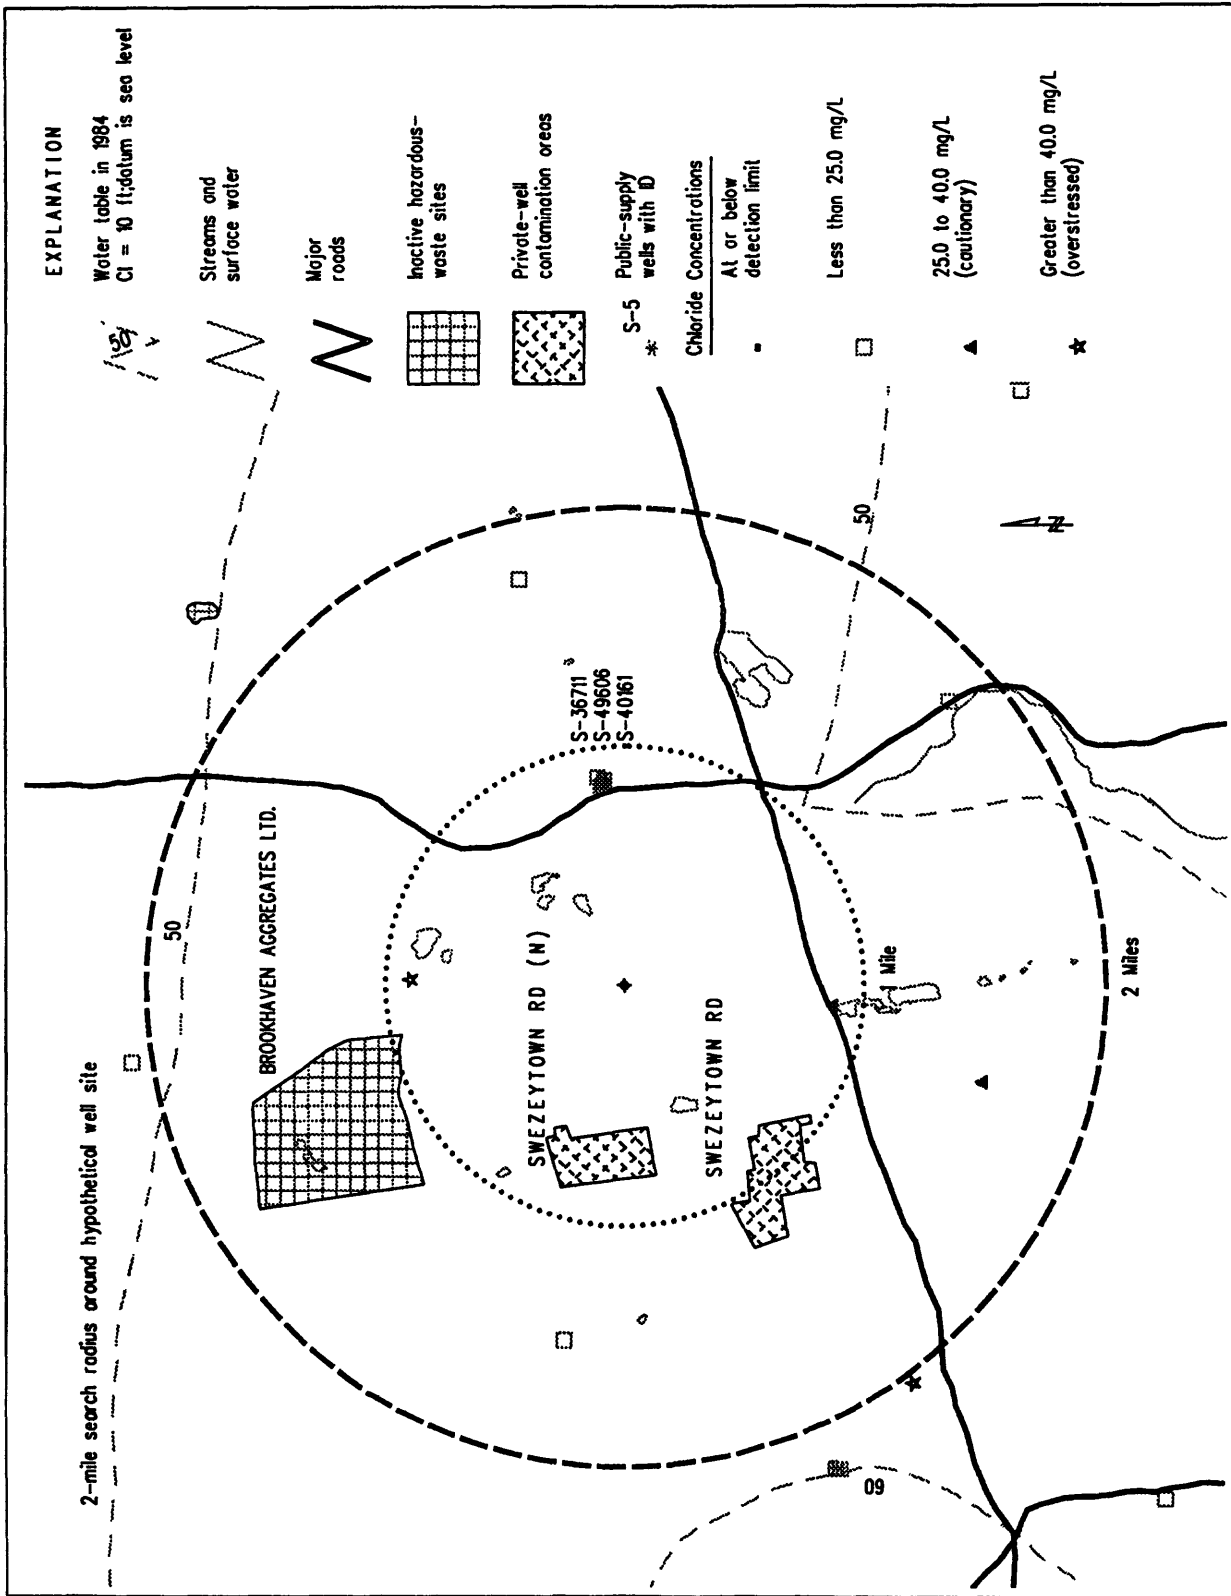 2-mile search radius around hypothetical well site
50
BROOKHAVEN AGGREGATES LTD.
SWEZEYTOWN RD (N)
S-36711
S-49606
S-40161
SWEZEYTOWN RD
1 Mile
50
60
2 Miles
N
EXPLANATION
50
Water table in 1984
CI = 10 ft;datum is sea level
Streams and
surface water
Major
roads
Inactive hazardous-
waste sites
Private-well
contamination areas
S-5
Public-supply
wells with ID
Chloride Concentrations
At or below
detection limit
Less than 25.0 mg/L
25.0 to 40.0 mg/L
(cautionary)
Greater than 40.0 mg/L
(overstressed)